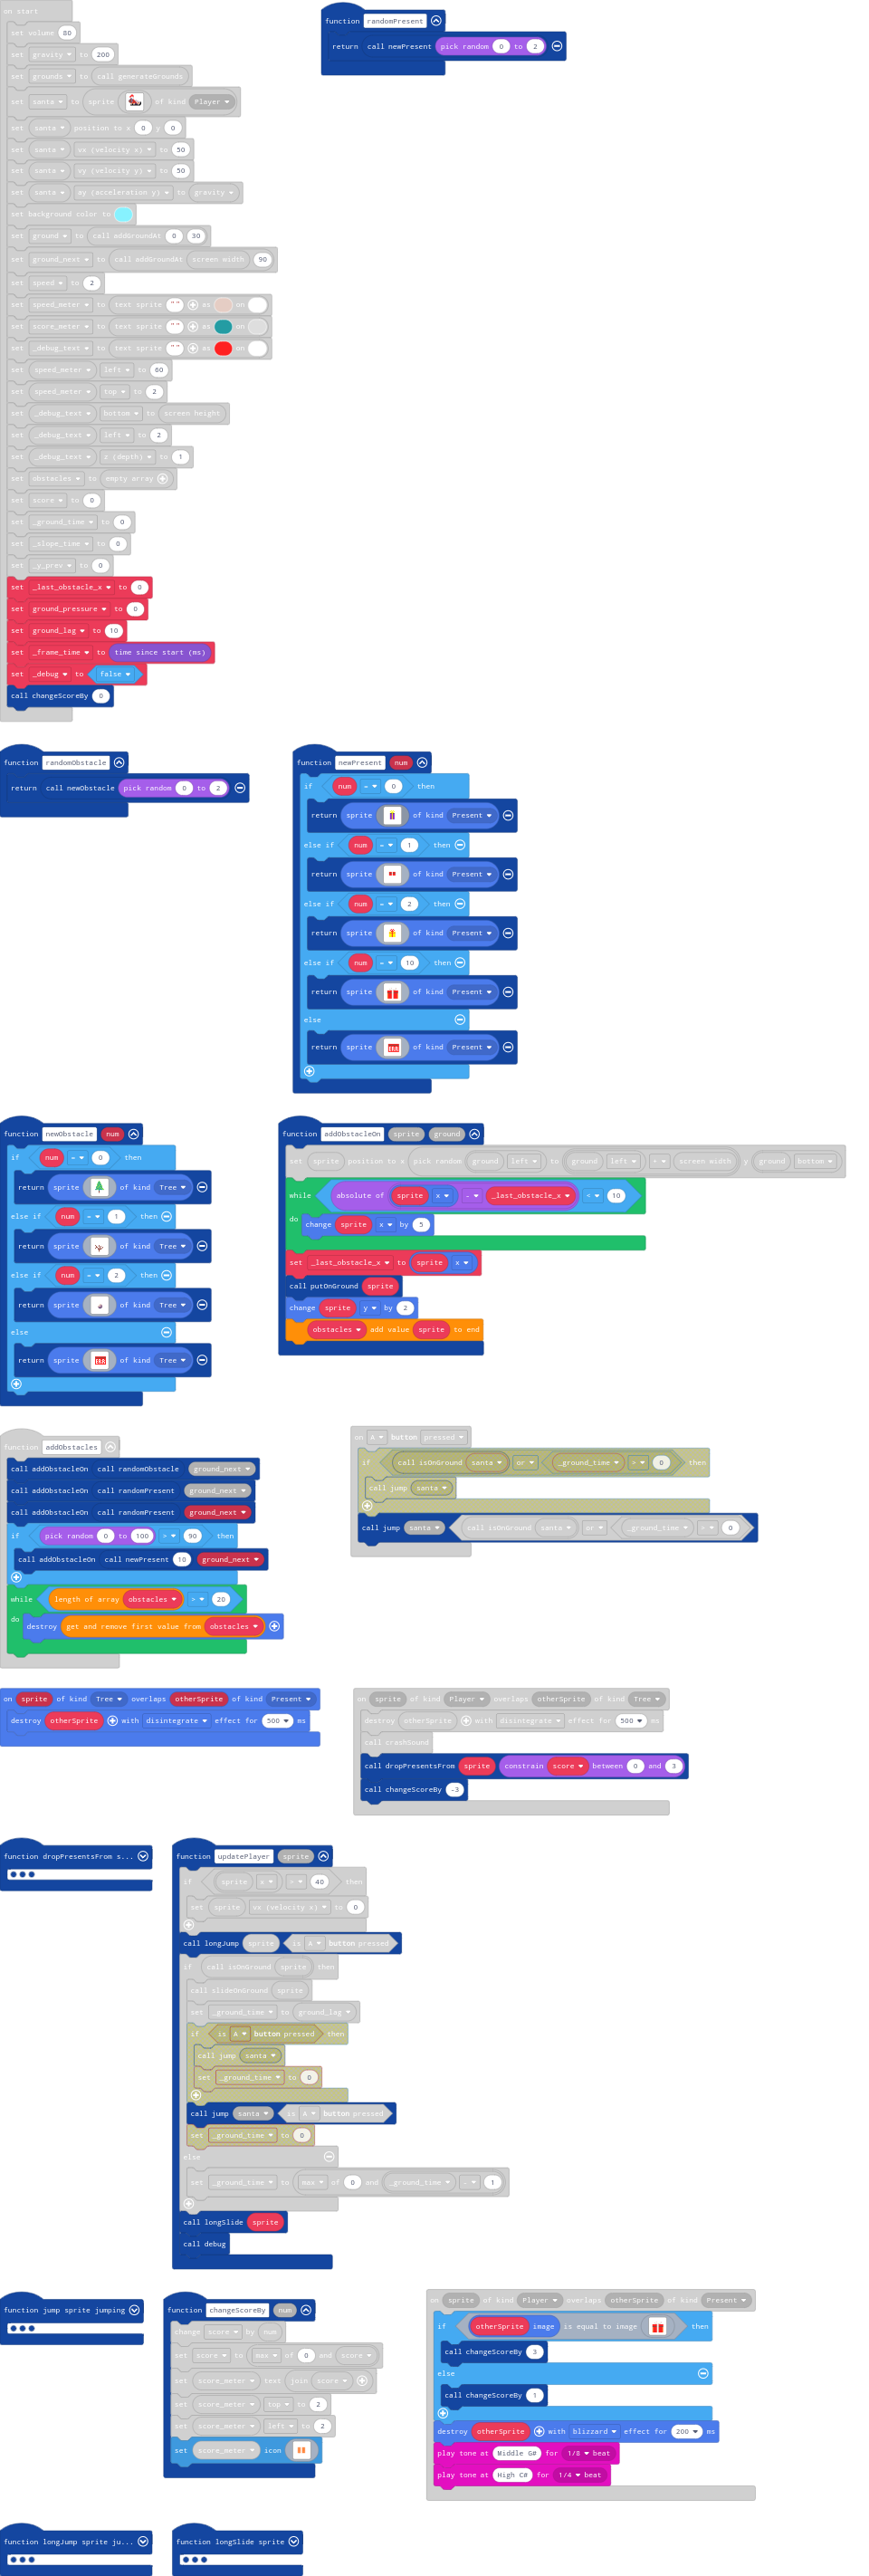 on start
set volume 80
set gravity to 200
set grounds to call generateGrounds
set santa to sprite of kind Player
set santa position to x 0 y 0
set santa vx (velocity x) to 50
set santa vy (velocity y) to 50
set santa ay (acceleration y) to gravity
set background color to
set ground to call addGroundAt 0 30
set ground_next to call addGroundAt screen width 90
set speed to 2
set speed_meter to text sprite " " as on
set score_meter to text sprite " " as on
set _debug_text to text sprite " " as on
set speed_meter left to 60
set speed_meter top to 2
set _debug_text bottom to screen height
set _debug_text left to 2
set _debug_text z (depth) to 1
set obstacles to empty array
set score to 0
set _ground_time to 0
set _slope_time to 0
set _y_prev to 0
set _last_obstacle_x to 0
set ground_pressure to 0
set ground_lag to 10
set _frame_time to time since start (ms)
set _debug to false
call changeScoreBy 0
function randomPresent
return call newPresent pick random 0 to 2
function randomObstacle
return call newObstacle pick random 0 to 2
function newPresent num
if num = 0 then
return sprite of kind Present
else if num = 1 then
return sprite of kind Present
else if num = 2 then
return sprite of kind Present
else if num = 10 then
return sprite of kind Present
else
return sprite of kind Present
function newObstacle num
if num = 0 then
return sprite of kind Tree
else if num = 1 then
return sprite of kind Tree
else if num = 2 then
return sprite of kind Tree
else
return sprite of kind Tree
function addObstacleOn sprite ground
set sprite position to x pick random ground left to ground left + screen width y ground bottom
while absolute of sprite x - _last_obstacle_x < 10
do change sprite x by 5
set _last_obstacle_x to sprite x
call putOnGround sprite
change sprite y by 2
obstacles add value sprite to end
function addObstacles
call addObstacleOn call randomObstacle ground_next
call addObstacleOn call randomPresent ground_next
call addObstacleOn call randomPresent ground_next
if pick random 0 to 100 > 90 then
call addObstacleOn call newPresent 10 ground_next
while length of array obstacles > 20
do destroy get and remove first value from obstacles
on A button pressed
if call isOnGround santa or _ground_time > 0 then
call jump santa
call jump santa call isOnGround santa or _ground_time > 0
on sprite of kind Tree overlaps otherSprite of kind Present
destroy otherSprite with disintegrate effect for 500 ms
on sprite of kind Player overlaps otherSprite of kind Tree
destroy otherSprite with disintegrate effect for 500 ms
call crashSound
call dropPresentsFrom sprite constrain score between 0 and 3
call changeScoreBy -3
function dropPresentsFrom s...
function updatePlayer sprite
if sprite x > 40 then
set sprite vx (velocity x) to 0
call longJump sprite is A button pressed
if call isOnGround sprite then
call slideOnGround sprite
set _ground_time to ground_lag
if is A button pressed then
call jump santa
set _ground_time to 0
call jump santa is A button pressed
set _ground_time to 0
else
set _ground_time to max of 0 and _ground_time - 1
call longSlide sprite
call debug
function jump sprite jumping
function changeScoreBy num
change score by num
set score to max of 0 and score
set score_meter text join score
set score_meter top to 2
set score_meter left to 2
set score_meter icon
on sprite of kind Player overlaps otherSprite of kind Present
if otherSprite image is equal to image then
call changeScoreBy 3
else
call changeScoreBy 1
destroy otherSprite with blizzard effect for 200 ms
play tone at Middle G# for 1/8 beat
play tone at High C# for 1/4 beat
function longJump sprite ju...
function longSlide sprite